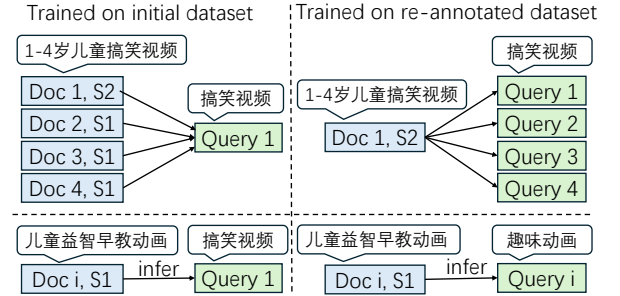 Trained on initial dataset
Trained on re-annotated dataset
1-4岁儿童搞笑视频
Doc 1, S2
Doc 2, S1
Doc 3, S1
Doc 4, S1
搞笑视频
Query 1
1-4岁儿童搞笑视频
Doc 1, S2
搞笑视频
Query 1
Query 2
Query 3
Query 4
儿童益智早教动画
Doc i, S1
infer
搞笑视频
Query 1
儿童益智早教动画
Doc i, S1
infer
趣味动画
Query i